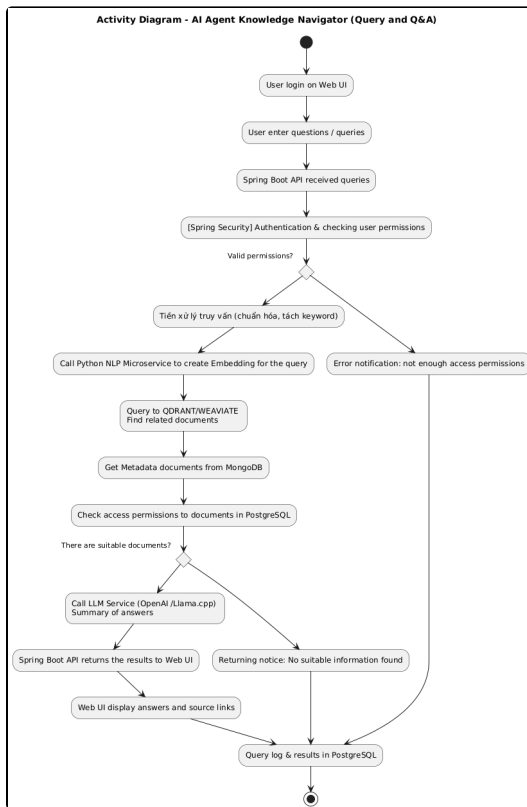 Activity Diagram - AI Agent Knowledge Navigator (Query and Q&A)
User login on Web UI
User enter questions / queries
Spring Boot API received queries
[Spring Security] Authentication & checking user permissions
Valid permissions?
Tiền xử lý truy vấn (chuẩn hóa, tách keyword)
Call Python NLP Microservice to create Embedding for the query
Error notification: not enough access permissions
Query to QDRANT/WEAVIATE
Find related documents
Get Metadata documents from MongoDB
Check access permissions to documents in PostgreSQL
There are suitable documents?
Call LLM Service (OpenAI /Llama.cpp)
Summary of answers
Spring Boot API returns the results to Web UI
Returning notice: No suitable information found
Web UI display answers and source links
Query log & results in PostgreSQL